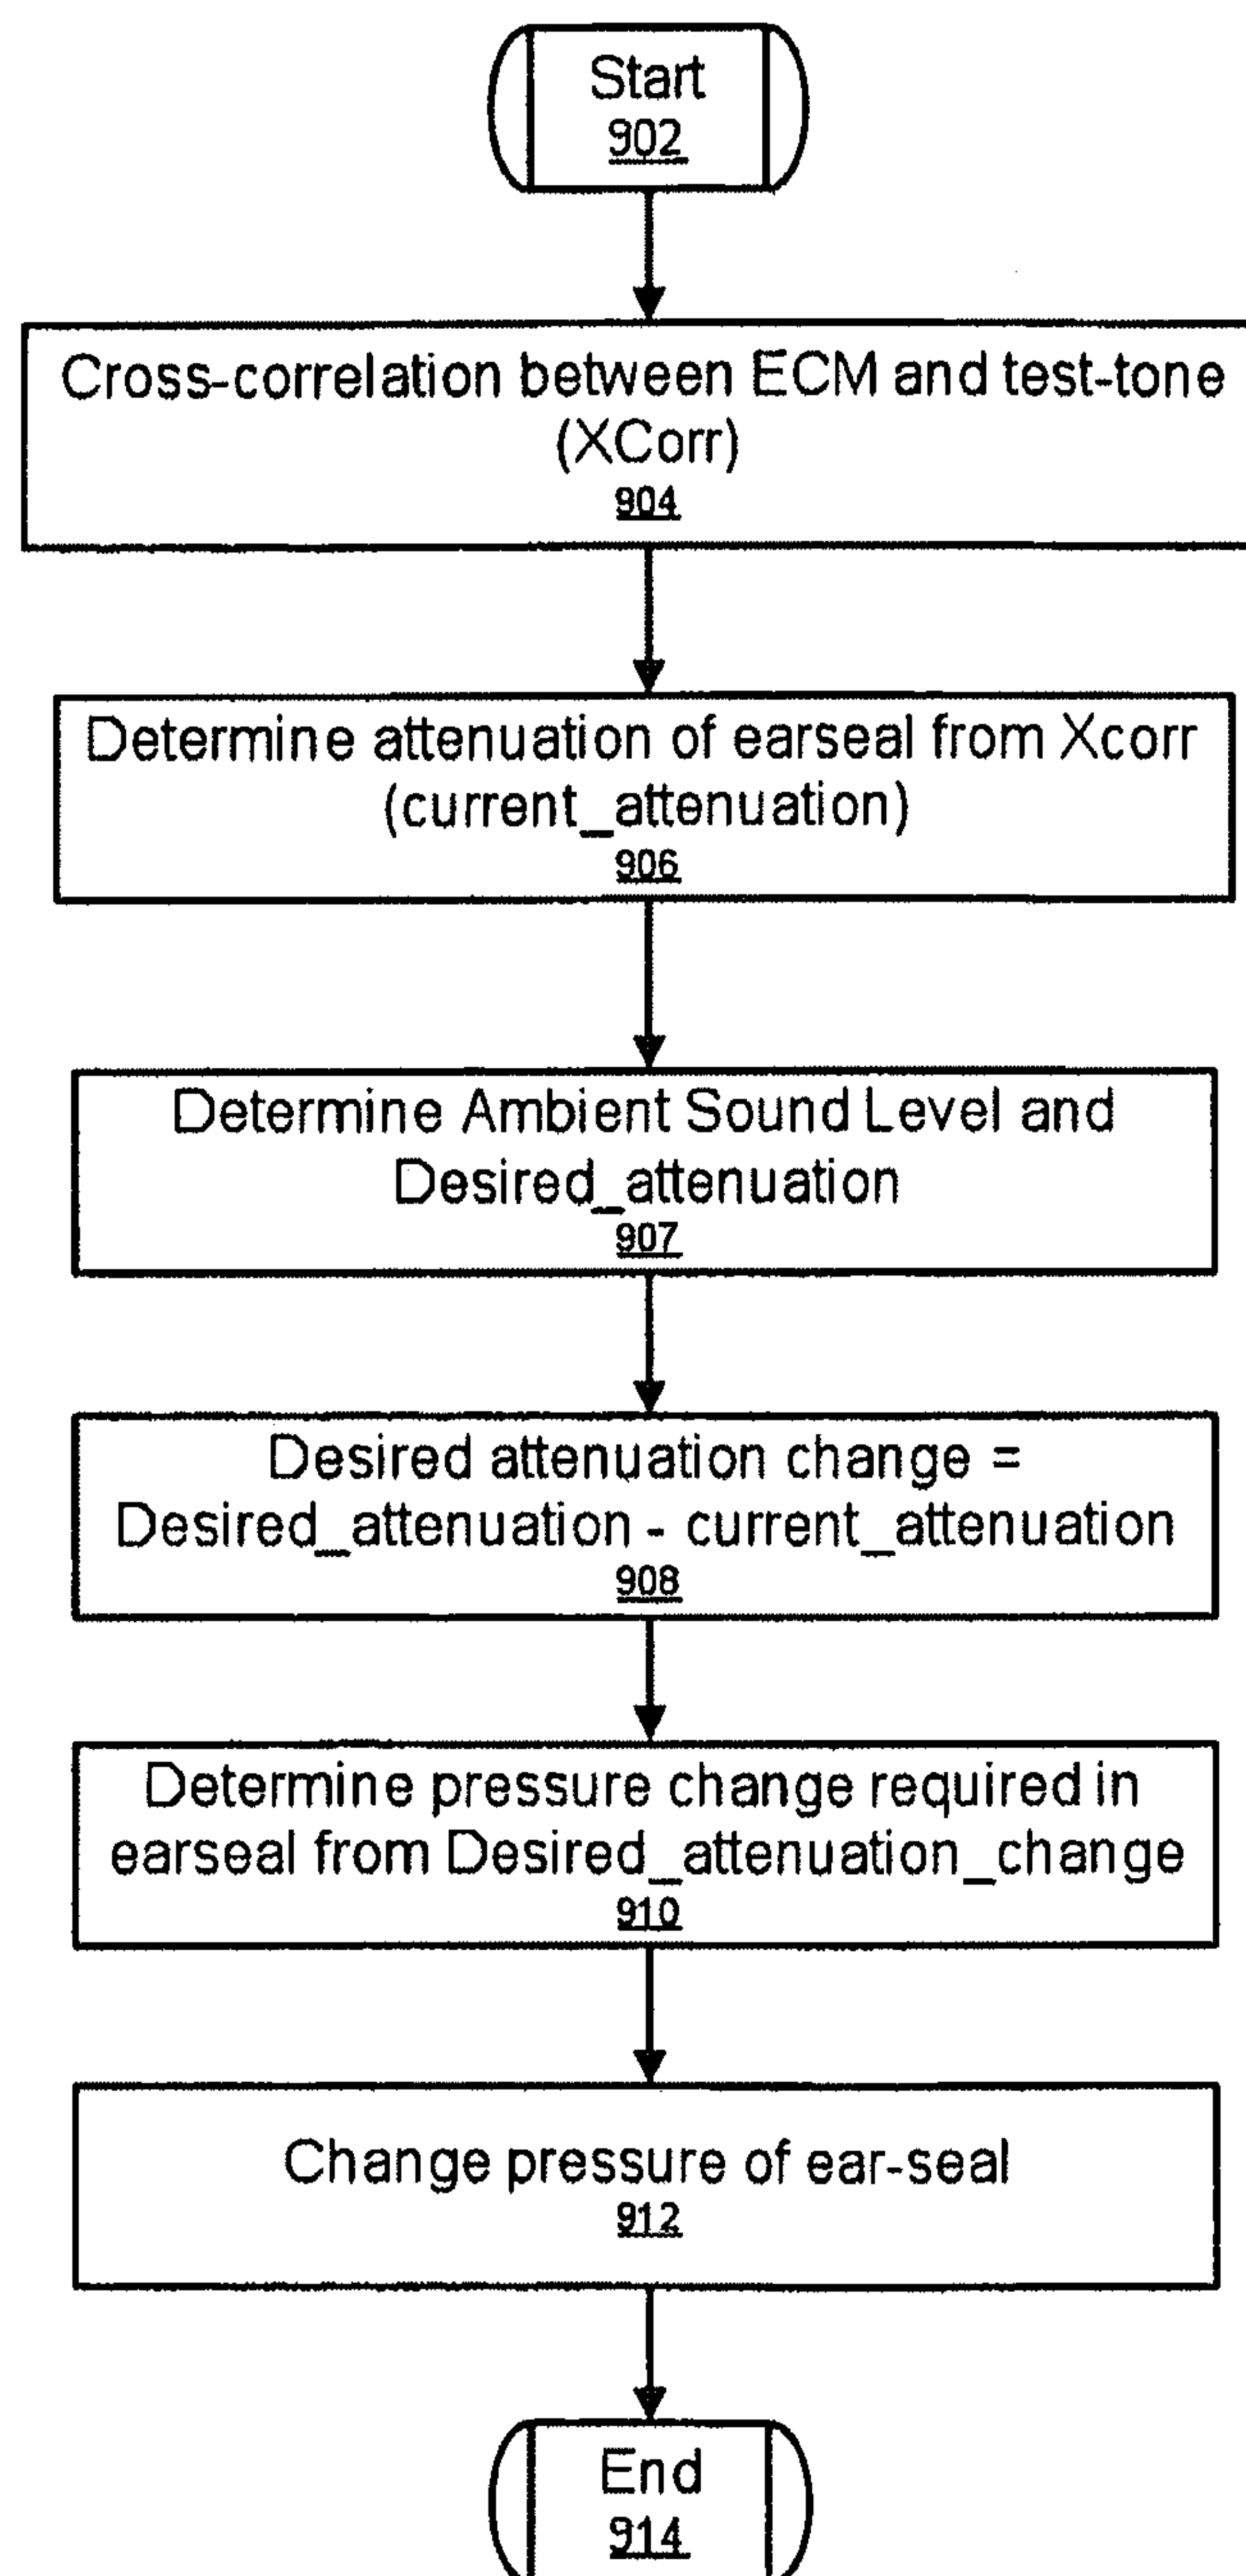 Start
902
Cross-correlation between ECM and test-tone
(XCorr)
904
Determine attenuation of earseal from Xcorr
(current_attenuation)
906
Determine Ambient Sound Level and
Desired_attenuation
907
Desired attenuation change =
Desired_attenuation - current_attenuation
908
Determine pressure change required in
earseal from Desired_attenuation_change
910
Change pressure of ear-seal
912
End
914